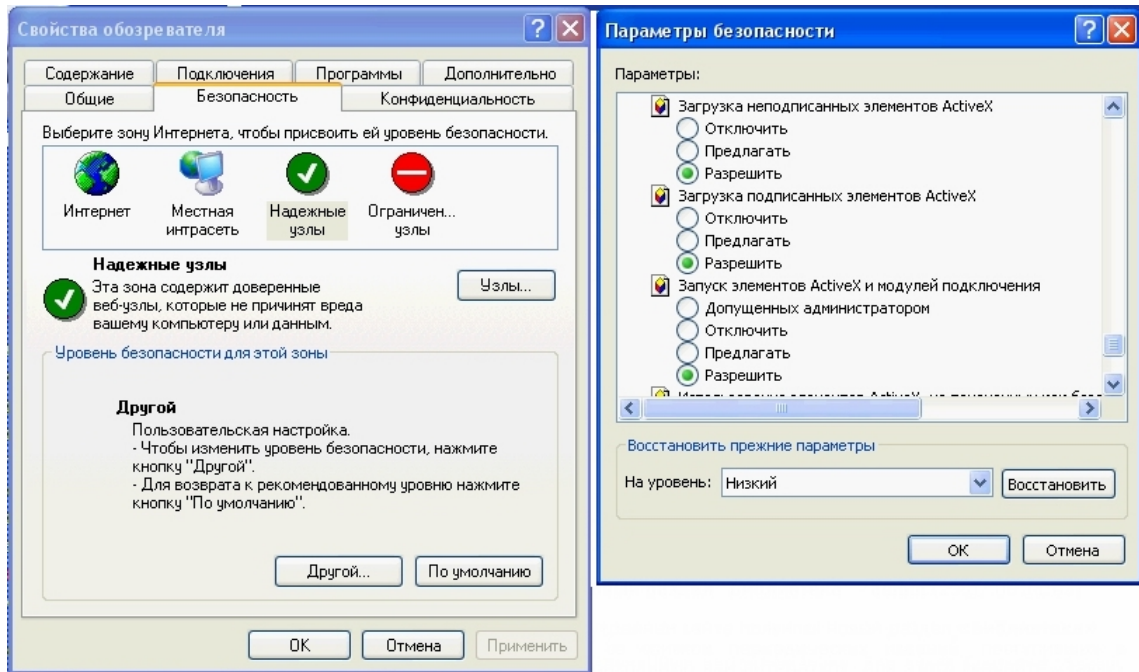 Свойства обозревателя
Содержание Подключения Программы Дополнительно
Общие Безопасность Конфиденциальность
Выберите зону Интернета, чтобы присвоить ей уровень безопасности.
Интернет
Местная
интрасеть
Надежные
узлы
Ограничен...
узлы
Надежные узлы
Эта зона содержит доверенные
веб-узлы, которые не причинят вреда
вашему компьютеру или данным.
Узлы...
Уровень безопасности для этой зоны
Другой
Пользовательская настройка.
- Чтобы изменить уровень безопасности, нажмите
кнопку "Другой".
- Для возврата к рекомендованному уровню нажмите
кнопку "По умолчанию".
Другой... По умолчанию
OK Отмена Применить
Параметры безопасности
Параметры:
Загрузка неподписанных элементов ActiveX
Отключить
Предлагать
Разрешить
Загрузка подписанных элементов ActiveX
Отключить
Предлагать
Разрешить
Запуск элементов ActiveX и модулей подключения
Допущенных администратором
Отключить
Предлагать
Разрешить
Восстановить прежние параметры
На уровень: Низкий Восстановить
OK Отмена